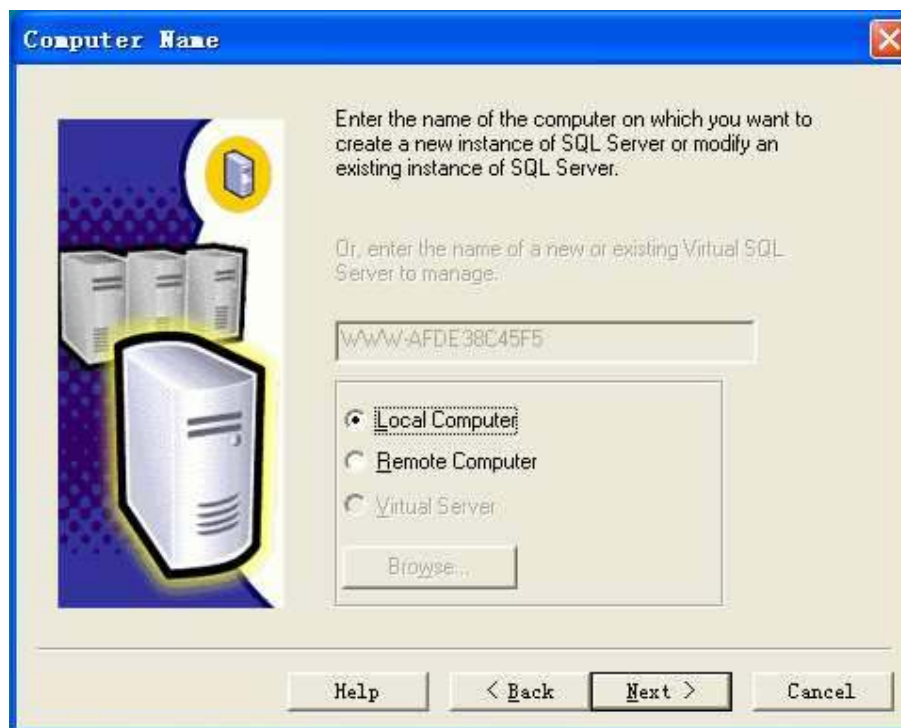 Computer Name
Enter the name of the computer on which you want to
create a new instance of SQL Server or modify an
existing instance of SQL Server.
Or, enter the name of a new or existing Virtual SQL
Server to manage.
WWW-AFDE38C45F5
Local Computer
Remote Computer
Virtual Server
Browse...
Help
< Back
Next >
Cancel